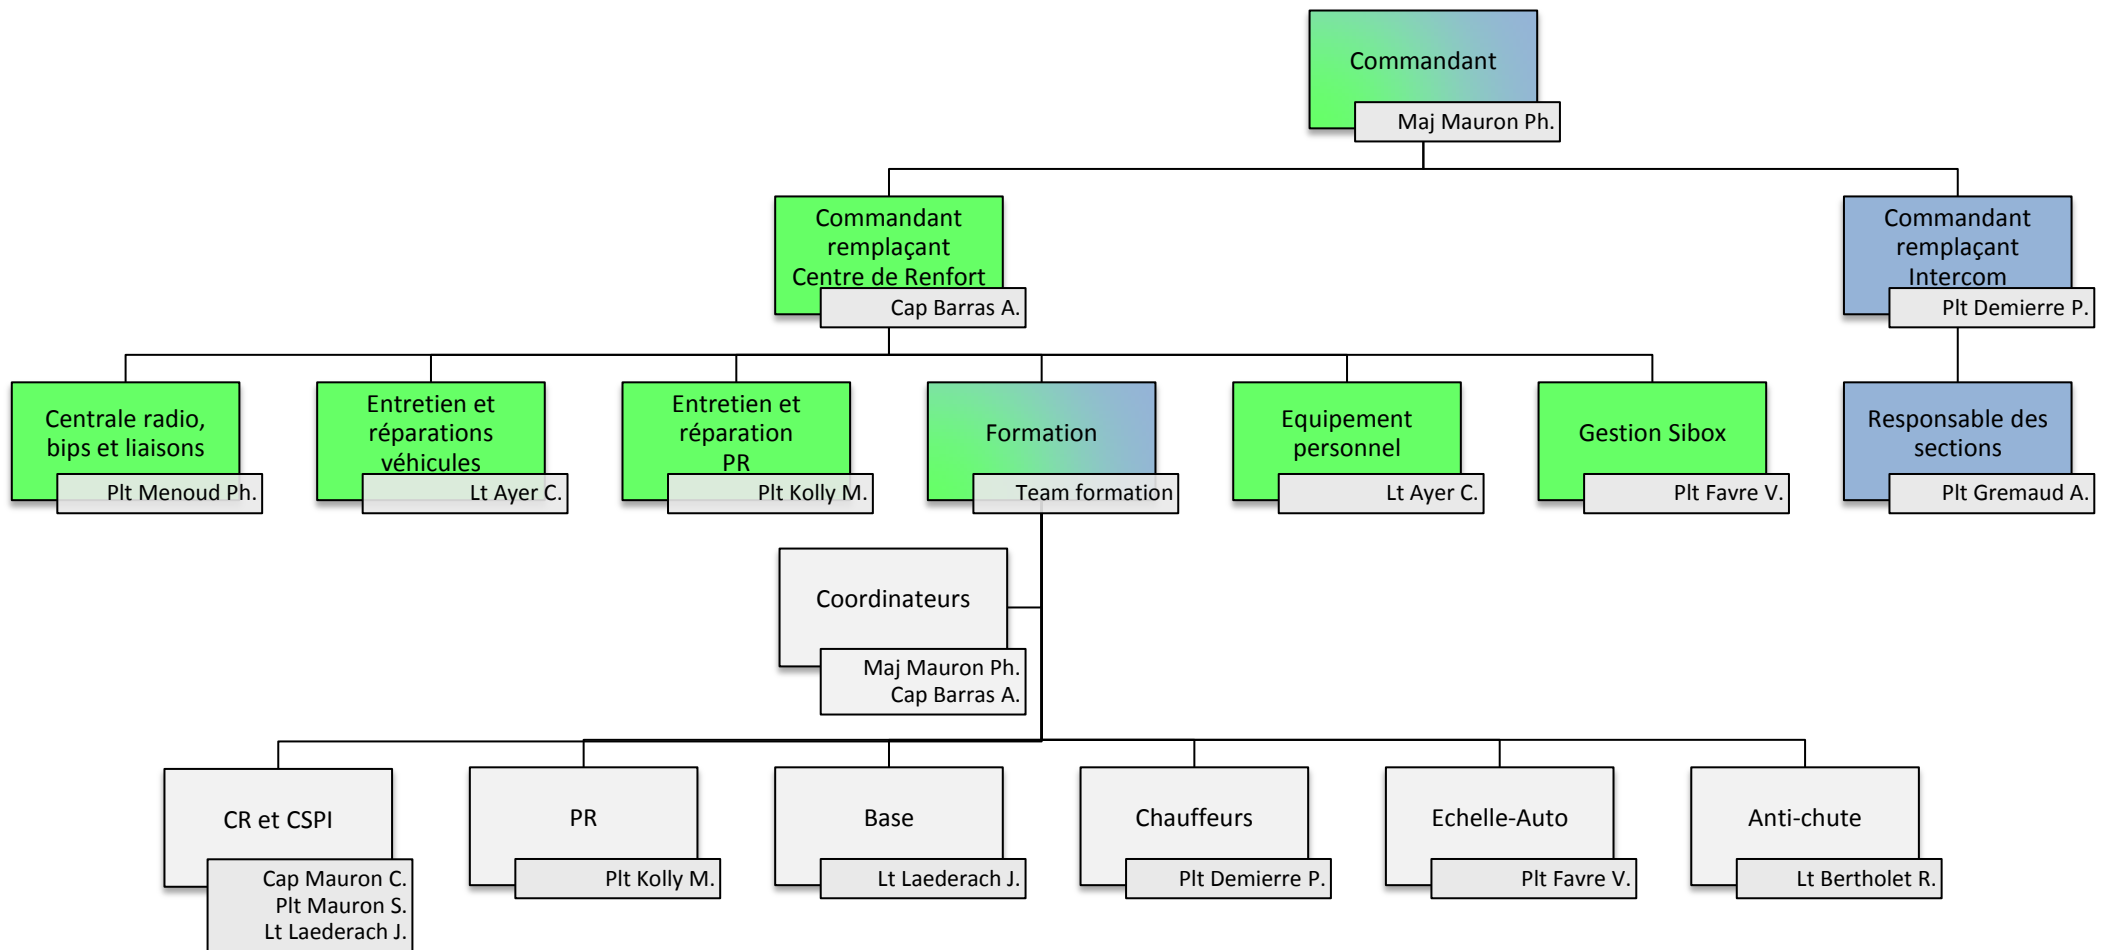 Commandant
Maj Mauron Ph.
Commandant
remplaçant
Centre de Renfort
Cap Barras A.
Commandant
remplaçant
Intercom
Plt Demierre P.
Centrale radio,
bips et liaisons
Plt Menoud Ph.
Entretien et
réparations
véhicules
Lt Ayer C.
Entretien et
réparation
PR
Plt Kolly M.
Formation
Team formation
Equipement
personnel
Lt Ayer C.
Gestion Sibox
Plt Favre V.
Responsable des
sections
Plt Gremaud A.
Coordinateurs
Maj Mauron Ph.
Cap Barras A.
CR et CSPI
Cap Mauron C.
Plt Mauron S.
Lt Laederach J.
PR
Plt Kolly M.
Base
Lt Laederach J.
Chauffeurs
Plt Demierre P.
Echelle-Auto
Plt Favre V.
Anti-chute
Lt Bertholet R.